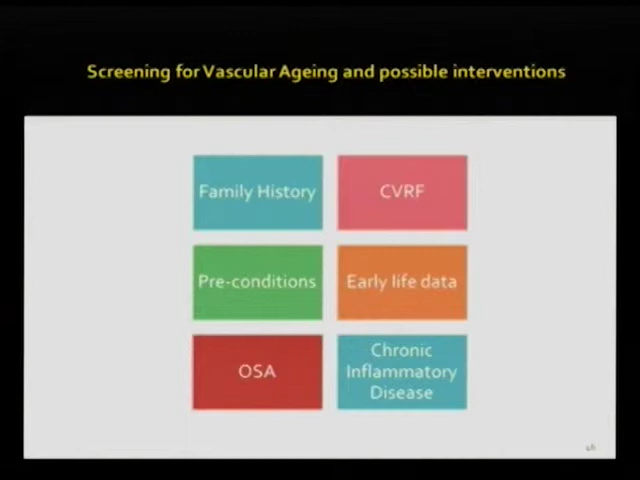 Screening for Vascular Ageing and possible interventions
Family History
CVRF
Pre-conditions
Early life data
OSA
Chronic
Inflammatory
Disease
46